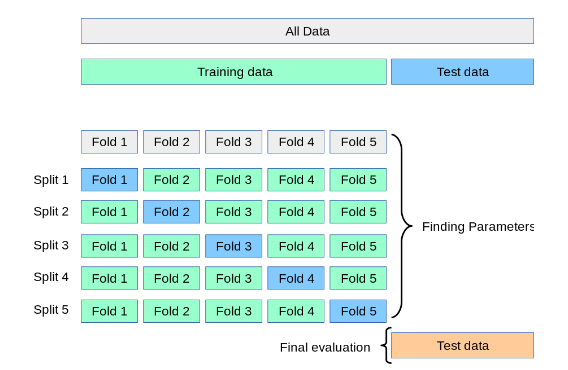 All Data
Training data Test data
Fold 1 Fold 2 Fold 3 Fold 4 Fold 5
Split 1 Fold 1 Fold 2 Fold 3 Fold 4 Fold 5
Split 2 Fold 1 Fold 2 Fold 3 Fold 4 Fold 5
Finding Parameters
Split 3 Fold 1 Fold 2 Fold 3 Fold 4 Fold 5
Split 4 Fold 1 Fold 2 Fold 3 Fold 4 Fold 5
Split 5 Fold 1 Fold 2 Fold 3 Fold 4 Fold 5
Final evaluation Test data